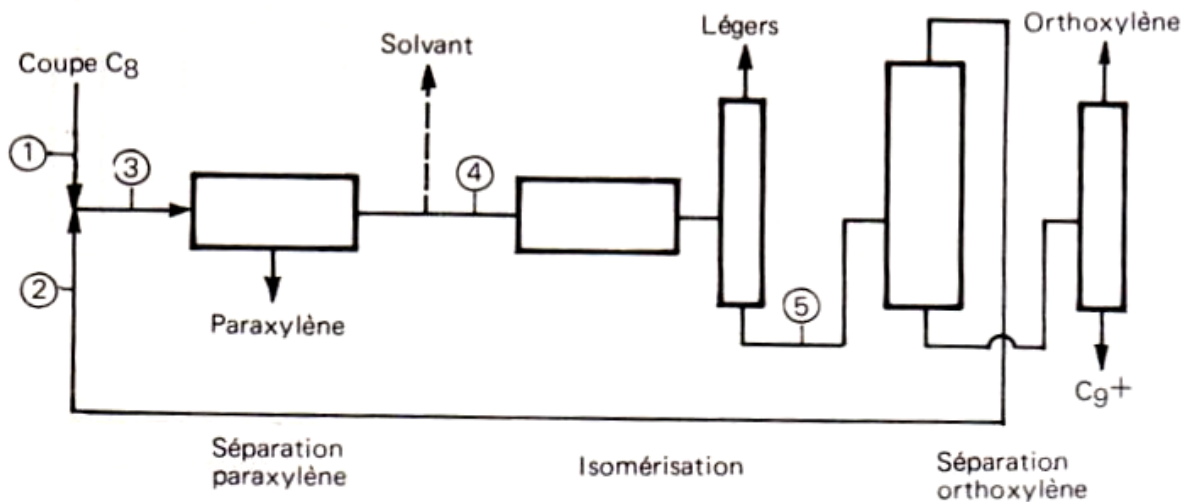 Coupe C8
Solvant
Légers
Orthoxylène
1
3
4
2
5
Paraxylène
C9+
Séparation
paraxylène
Isomérisation
Séparation
orthoxylène